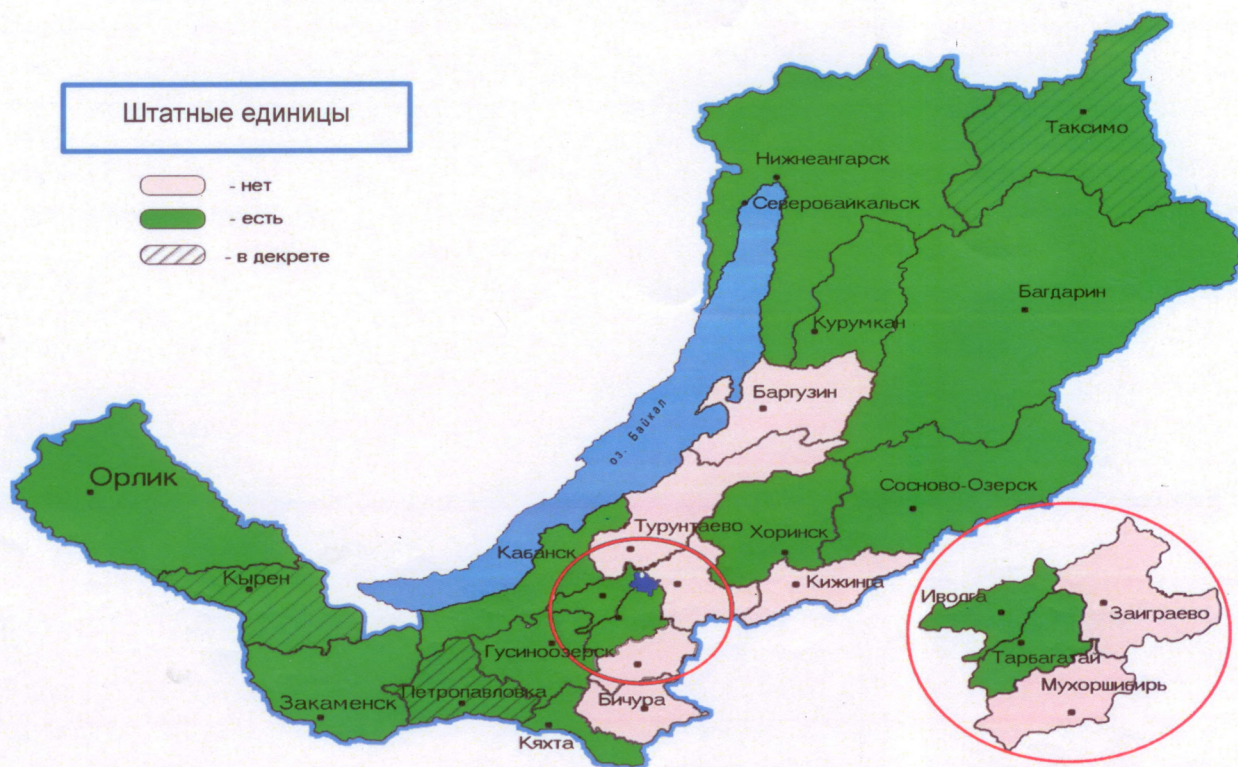 Штатные единицы
- нет
- есть
- в декрете
Таксимо
Нижнеангарск
Северобайкальск
Багдарин
Курумкан
Баргузин
оз. Байкал
Орлик
Сосново-Озерск
Турунтаево
Хоринск
Кабанск
Кырен
Кижинга
Иволга
Заиграево
Гусиноозерск
Тарбагатай
Мухоршибирь
Петропавловка
Закаменск
Бичура
Кяхта